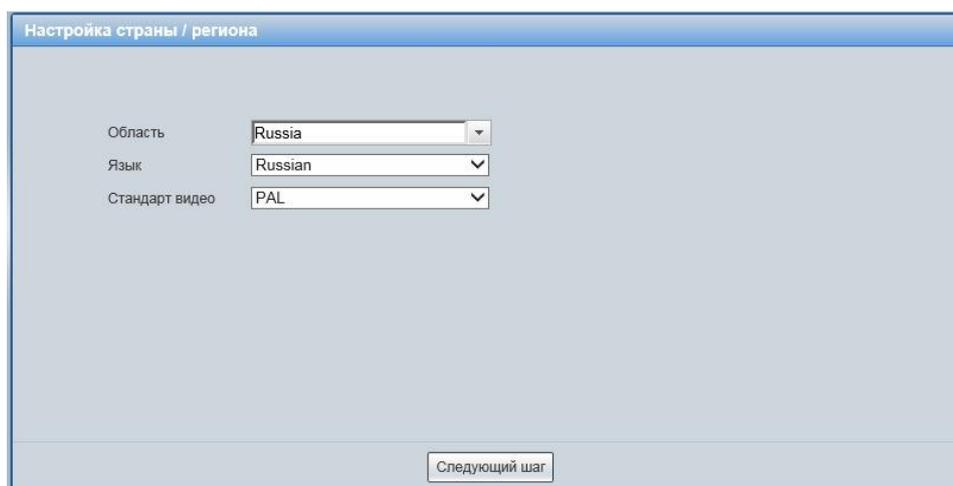 Настройка страны / региона
Область Russia
Язык Russian
Стандарт видео PAL
Следующий шаг